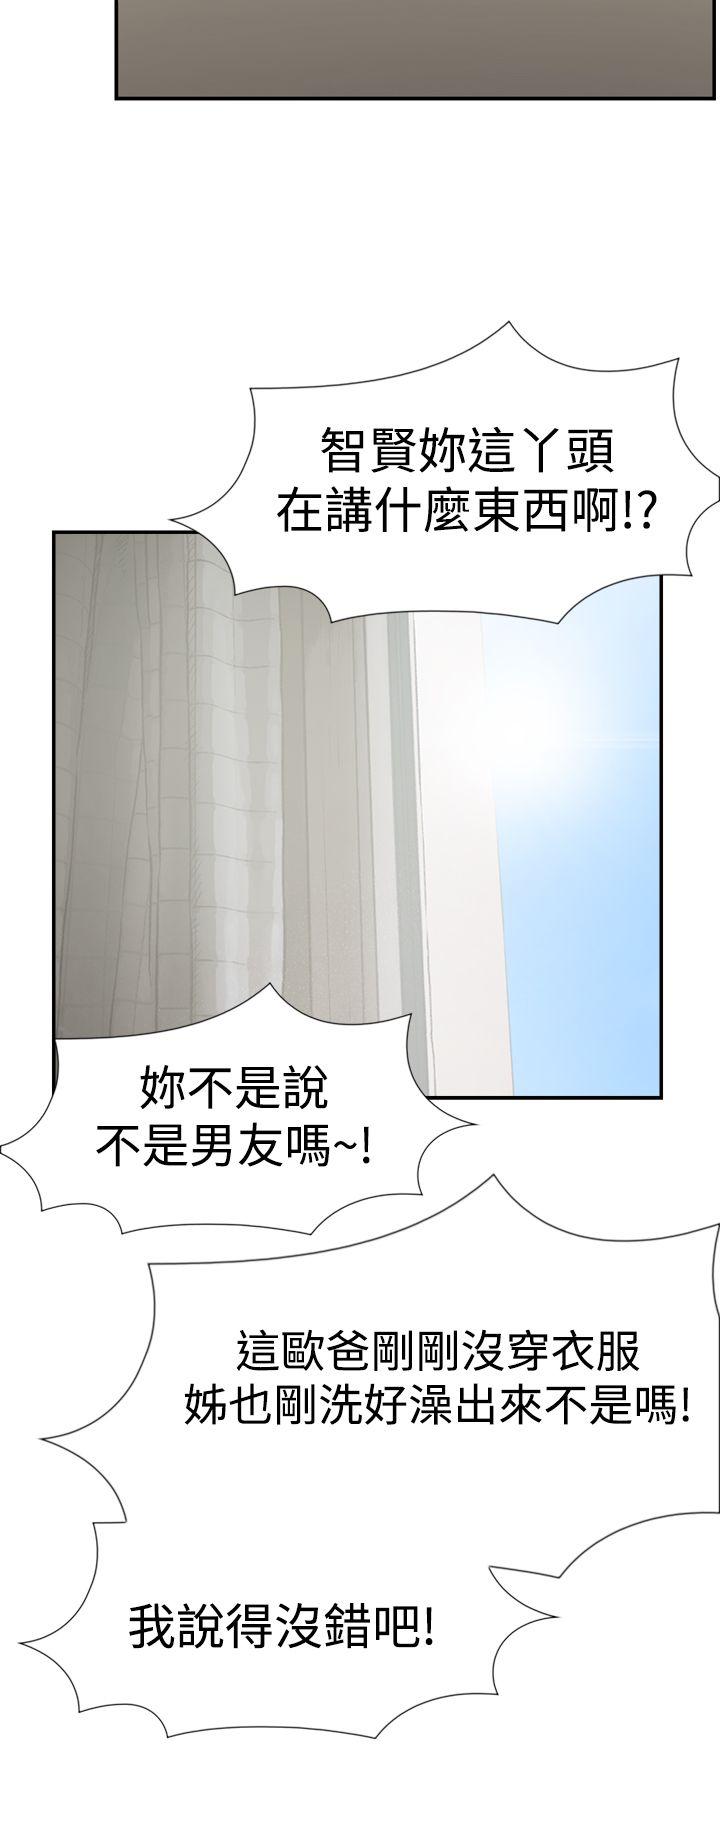 智賢妳這丫頭
在講什麼東西啊!?
妳不是說
不是男友嗎~!
這歐爸剛剛沒穿衣服
姊也剛洗好澡出來不是嗎!
我說得沒錯吧!